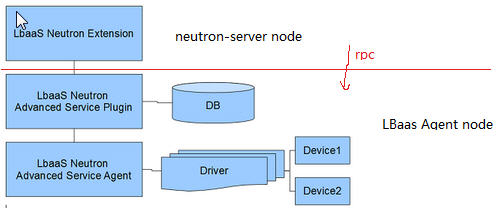 LbaaS Neutron Extension
neutron-server node
rpc
LbaaS Neutron
Advanced Service Plugin
DB
LBaas Agent node
LbaaS Neutron
Advanced Service Agent
Driver
Device1
Device2